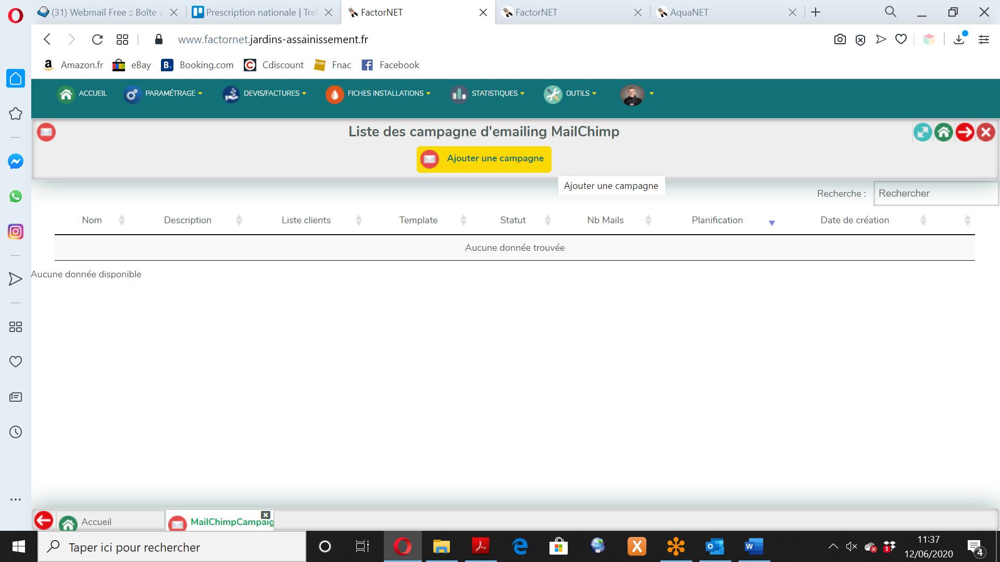 (31) Webmail Free :: Boîte d
Prescription nationale | Trel
FactorNET
FactorNET
AquaNET
www.factornet.jardins-assainissement.fr
Amazon.fr
eBay
Booking.com
Cdiscount
Fnac
Facebook
ACCUEIL
PARAMÉTRAGE
DEVIS/FACTURES
FICHES INSTALLATIONS
STATISTIQUES
OUTILS
Liste des campagne d'emailing MailChimp
Ajouter une campagne
Ajouter une campagne
Recherche :
Rechercher
Nom
Description
Liste clients
Template
Statut
Nb Mails
Planification
Date de création
Aucune donnée trouvée
Aucune donnée disponible
Accueil
MailChimpCampaig
Taper ici pour rechercher
11:37
12/06/2020
4